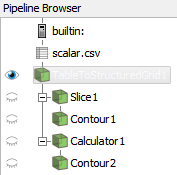 Pipeline Browser
builtin:
scalar.csv
TableToStructuredGrid1
Slice1
Contour1
Calculator1
Contour2